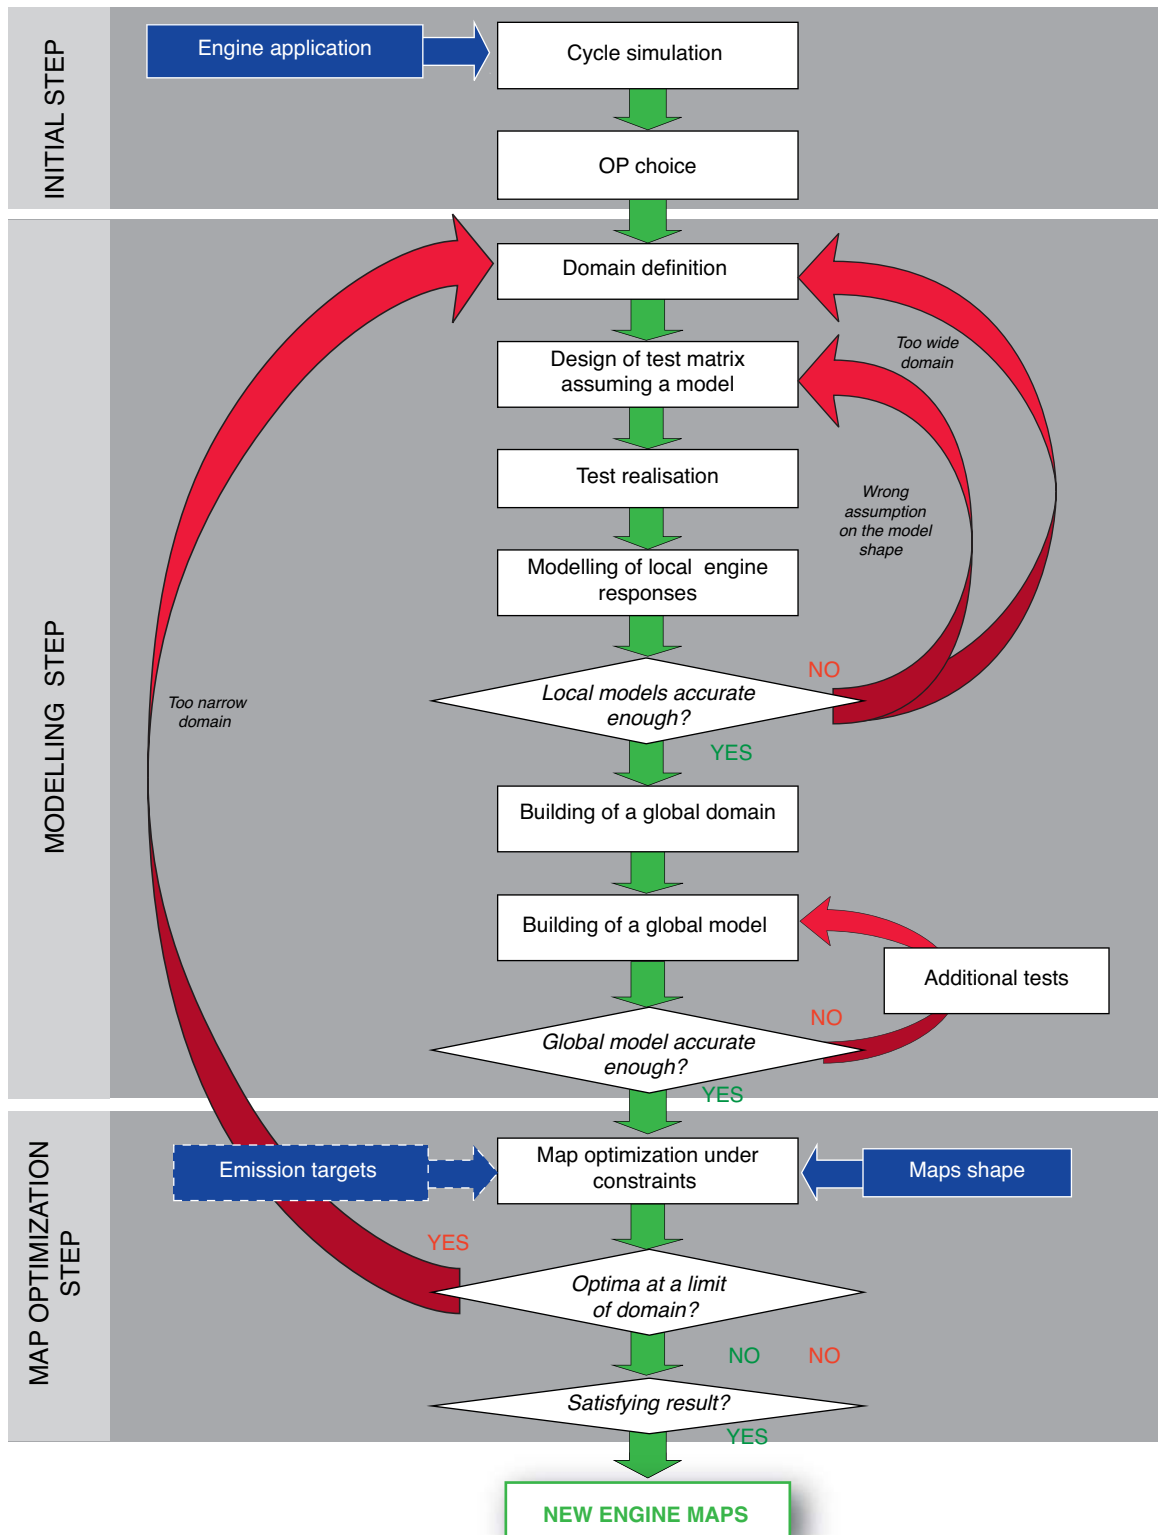 INITIAL STEP
Engine application
Cycle simulation
OP choice
MODELLING STEP
Domain definition
Too wide
domain
Design of test matrix
assuming a model
Test realisation
Wrong
assumption
on the model
shape
Modelling of local engine
responses
NO
Local models accurate
enough?
YES
Too narrow
domain
Building of a global domain
Building of a global model
Additional tests
NO
Global model accurate
enough?
YES
MAP OPTIMIZATION
STEP
Emission targets
Map optimization under
constraints
Maps shape
YES
Optima at a limit
of domain?
NO
NO
Satisfying result?
YES
NEW ENGINE MAPS